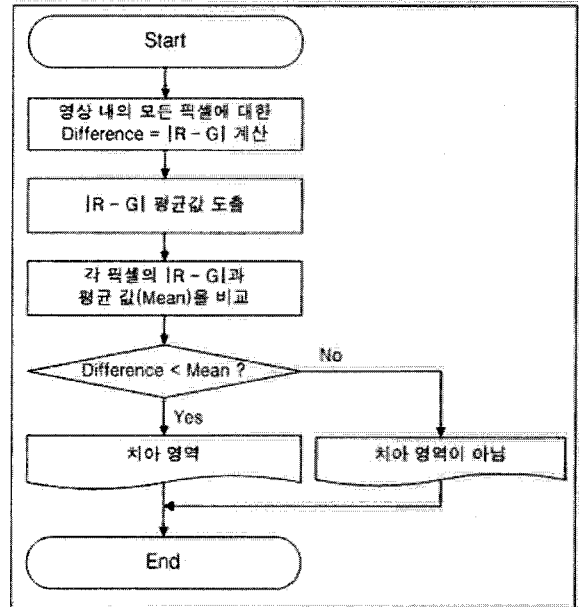 Start
영상 내의 모든 픽셀에 대한
Difference = |R - G| 계산
|R - G| 평균값 도출
각 픽셀의 |R - G|과
평균 값(Mean)을 비교
Difference < Mean ?
No
Yes
치아 영역
치아 영역이 아님
End